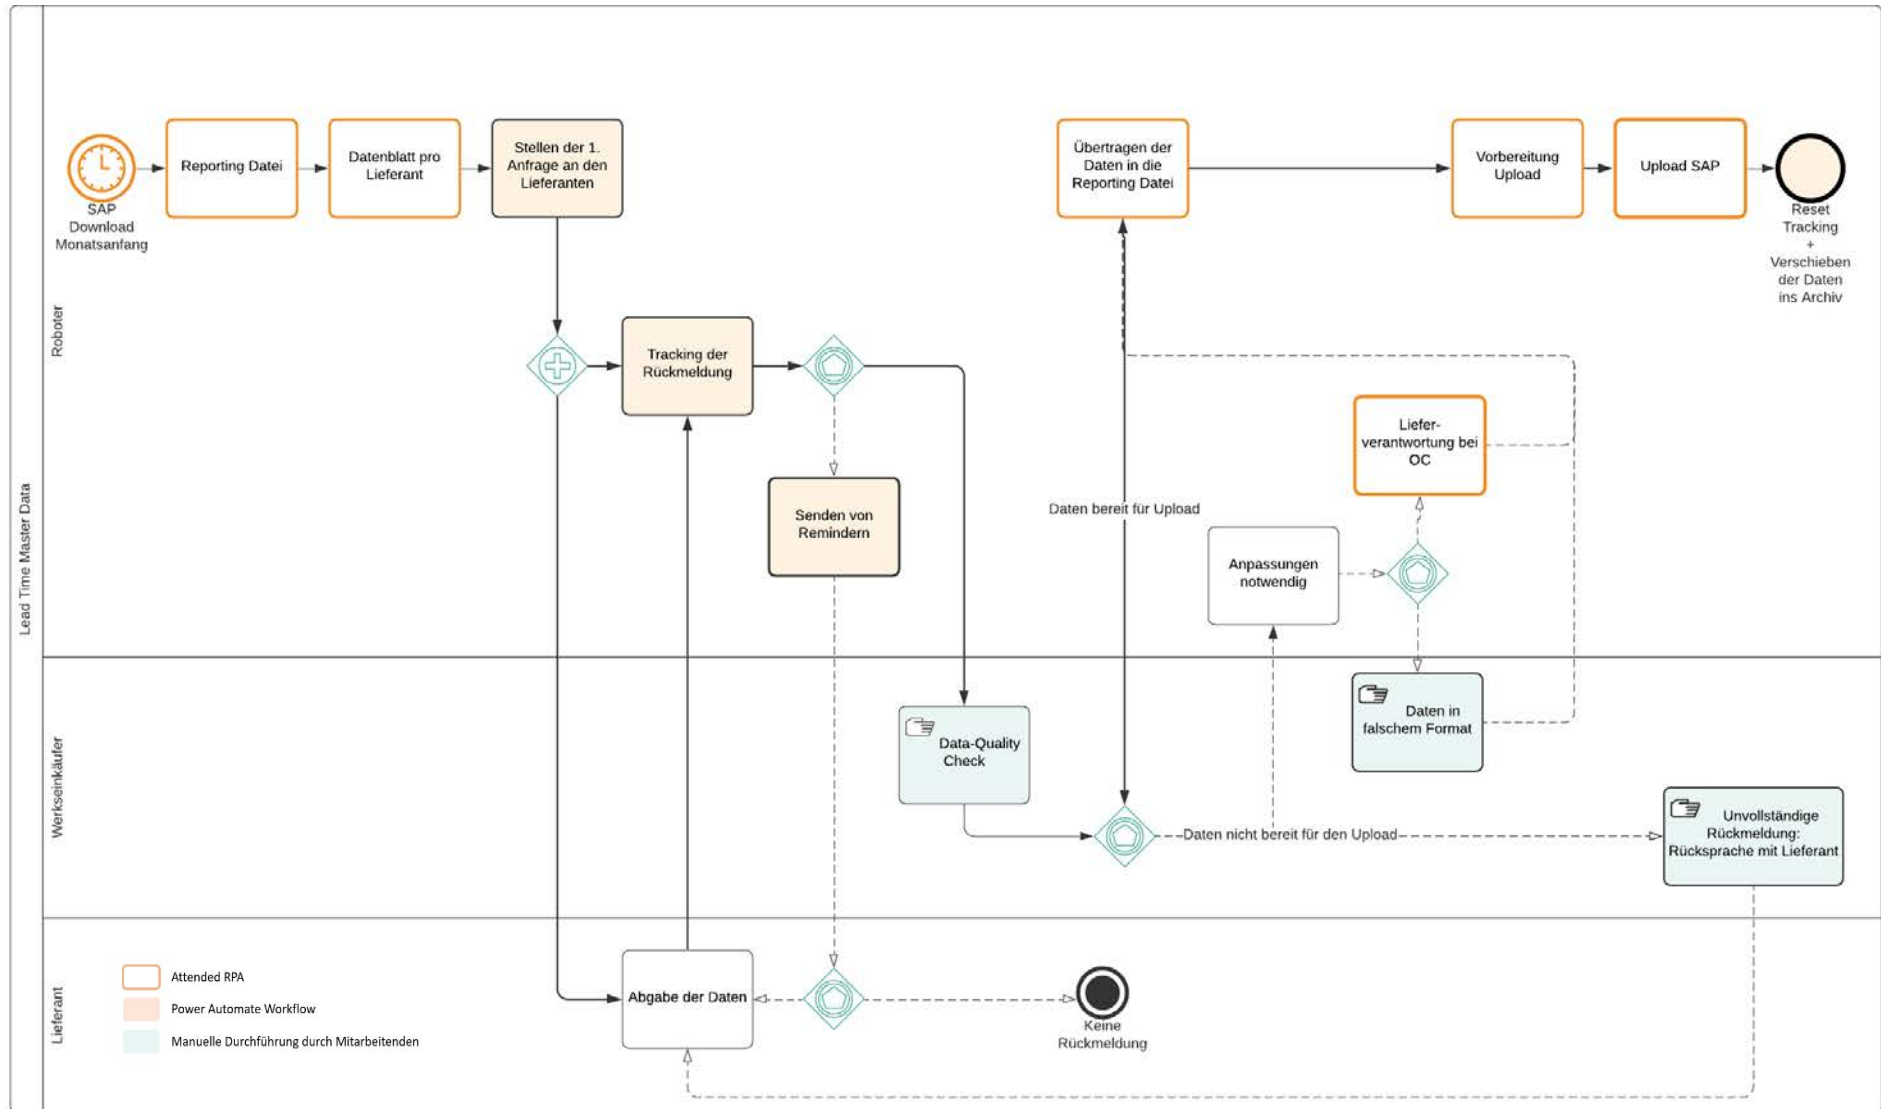 Lead Time Master Data
Roboter
SAP
Download
Monatsanfang
Reporting Datei
Datenblatt pro
Lieferant
Stellen der 1.
Anfrage an den
Lieferanten
Übertragen der
Daten in die
Reporting Datei
Vorbereitung
Upload
Upload SAP
Reset
Tracking
+
Verschieben
der Daten
ins Archiv
Tracking der
Rückmeldung
Senden von
Remindern
Daten bereit für Upload
Liefer-
verantwortung bei
OC
Anpassungen
notwendig
Werkseinkäufer
Data-Quality
Check
Daten in
falschem Format
Daten nicht bereit für den Upload
Unvollständige
Rückmeldung:
Rücksprache mit Lieferant
Lieferant
Attended RPA
Power Automate Workflow
Manuelle Durchführung durch Mitarbeitenden
Abgabe der Daten
Keine
Rückmeldung